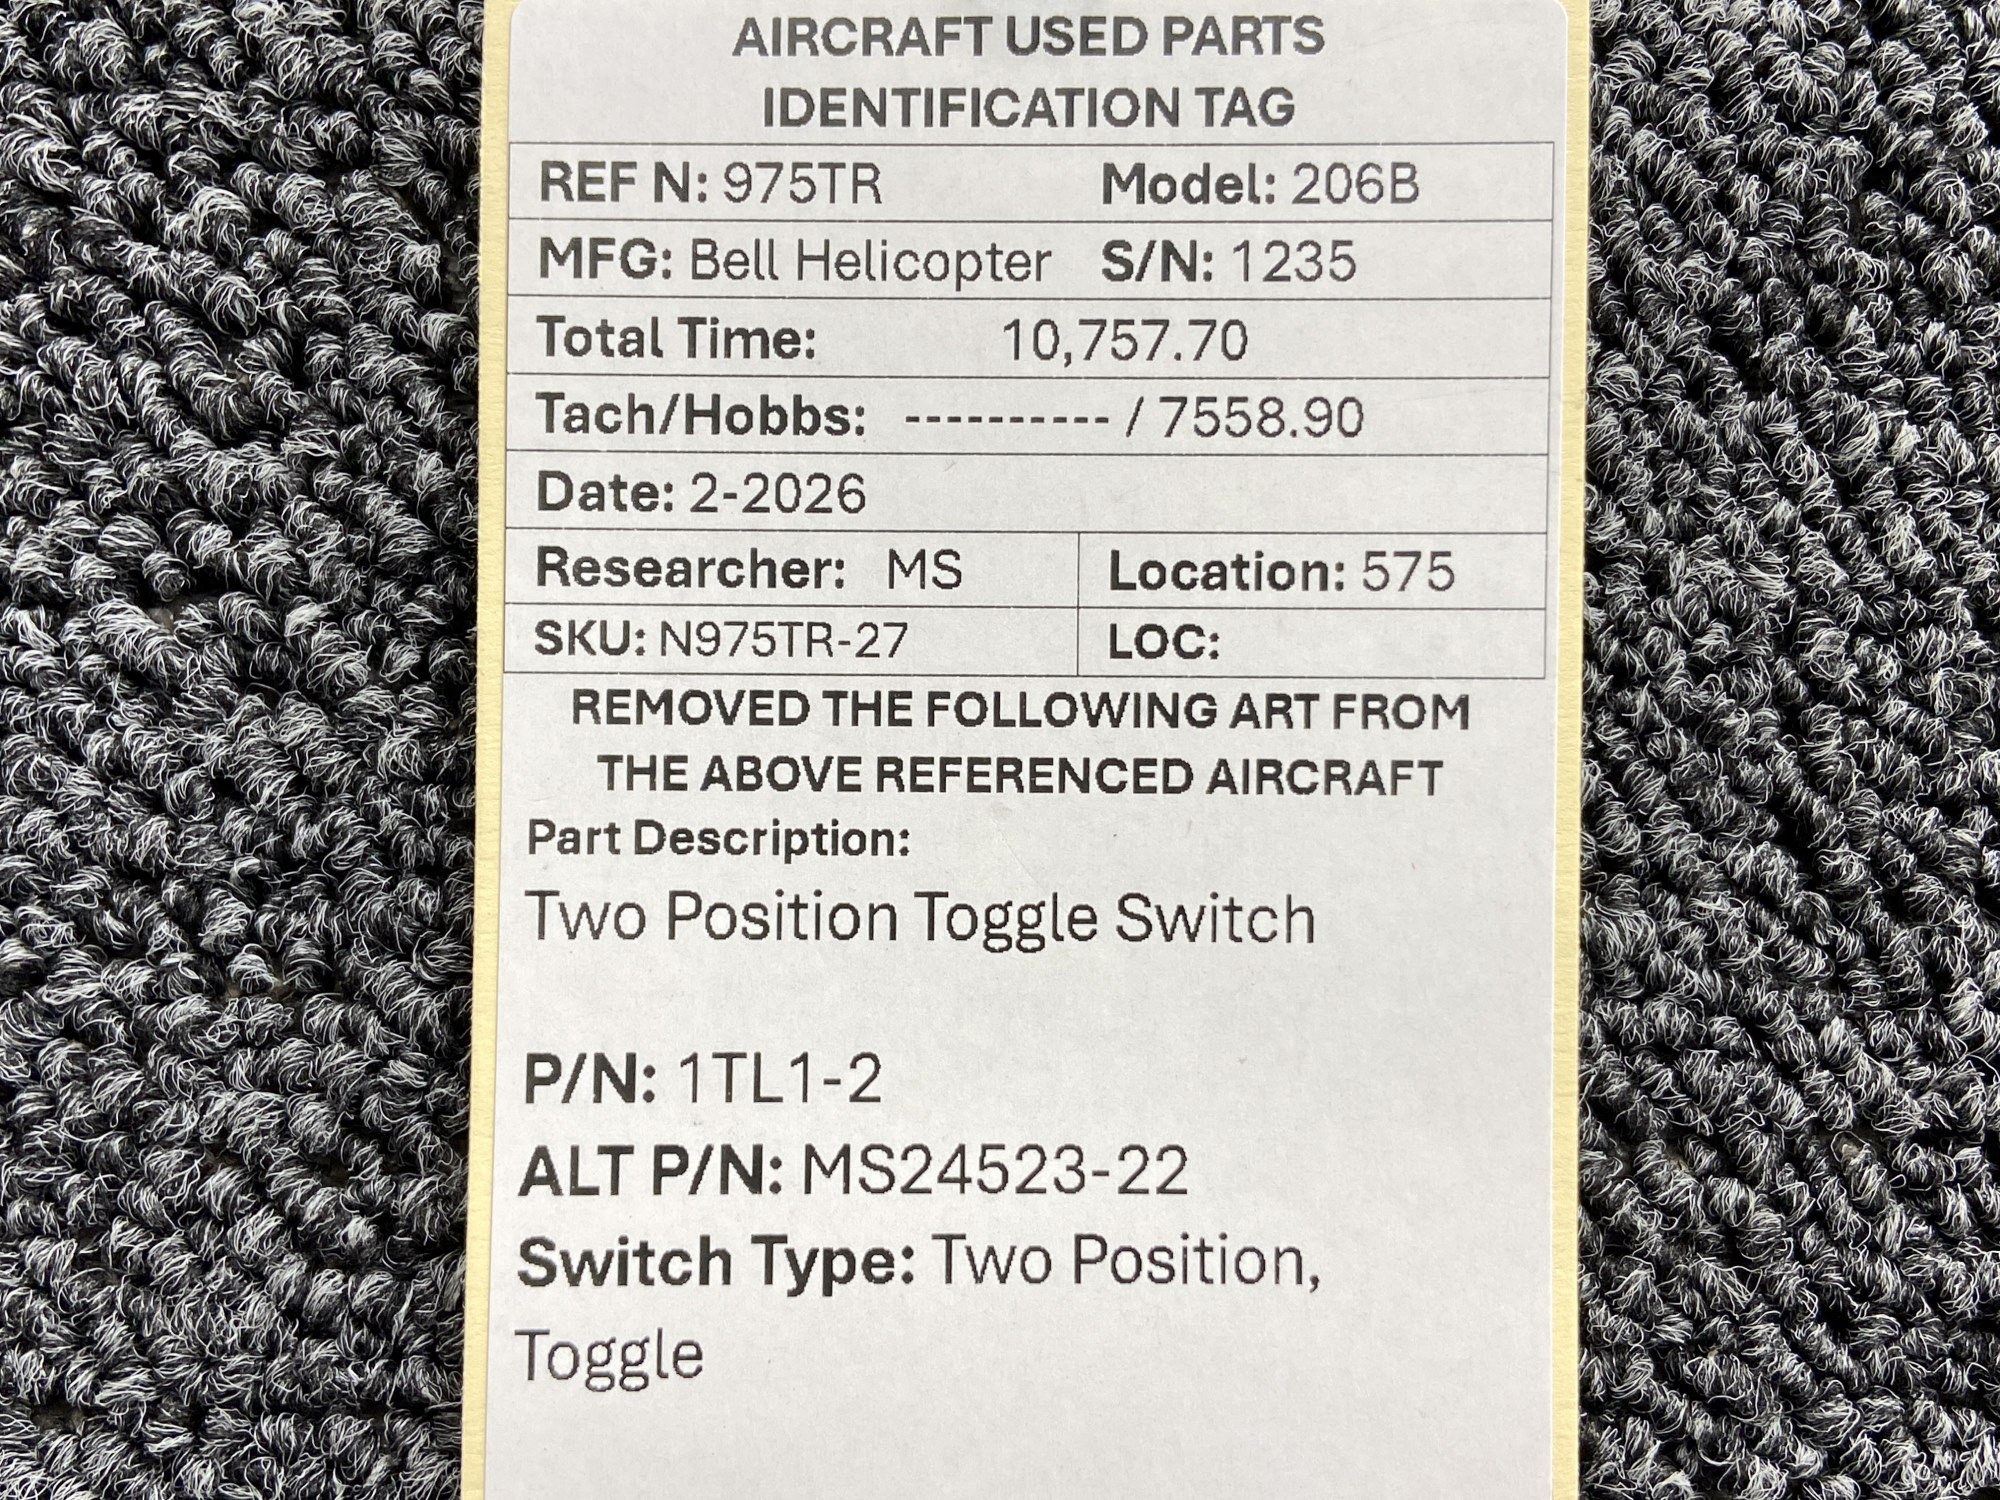 AIRCRAFT USED PARTS
IDENTIFICATION TAG
REF N: 975TR Model: 206B
MFG: Bell Helicopter S/N: 1235
Total Time: 10,757.70
Tach/Hobbs: ---------- / 7558.90
Date: 2-2026
Researcher: MS Location: 575
SKU: N975TR-27 LOC:
REMOVED THE FOLLOWING ART FROM
THE ABOVE REFERENCED AIRCRAFT
Part Description:
Two Position Toggle Switch
P/N: 1TL1-2
ALT P/N: MS24523-22
Switch Type: Two Position,
Toggle